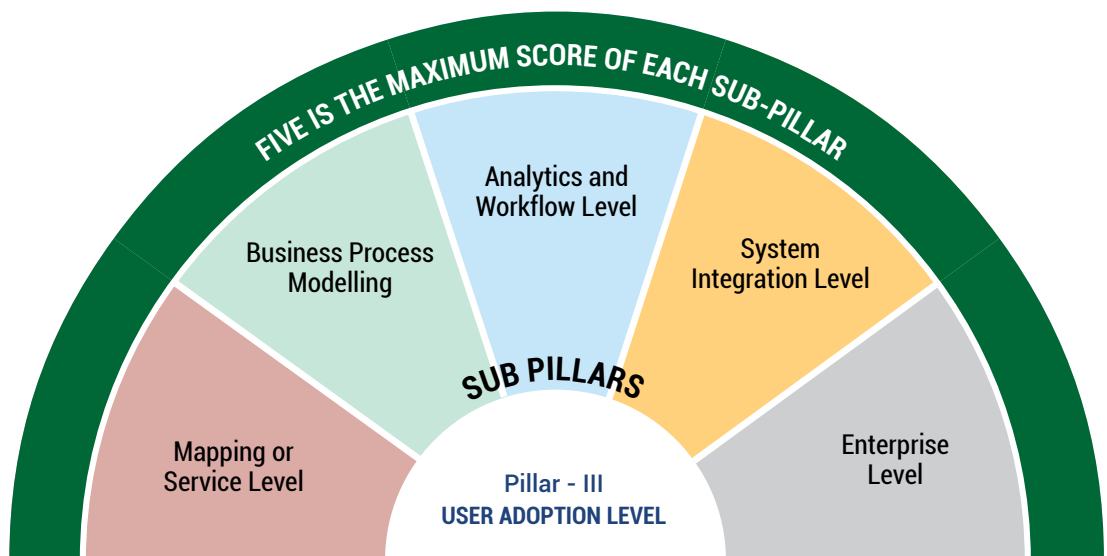 FIVE IS THE MAXIMUM SCORE OF EACH SUB-PILLAR
Mapping or
Service Level
Business Process
Modelling
Analytics and
Workflow Level
System
Integration Level
Enterprise
Level
SUB PILLARS
Pillar - III
USER ADOPTION LEVEL